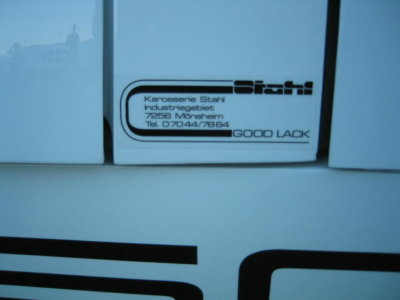 Stahl
Karosserie Stahl
Industriegebiet
7256 Mönsheim
Tel. 07044/7864
GOOD LACK